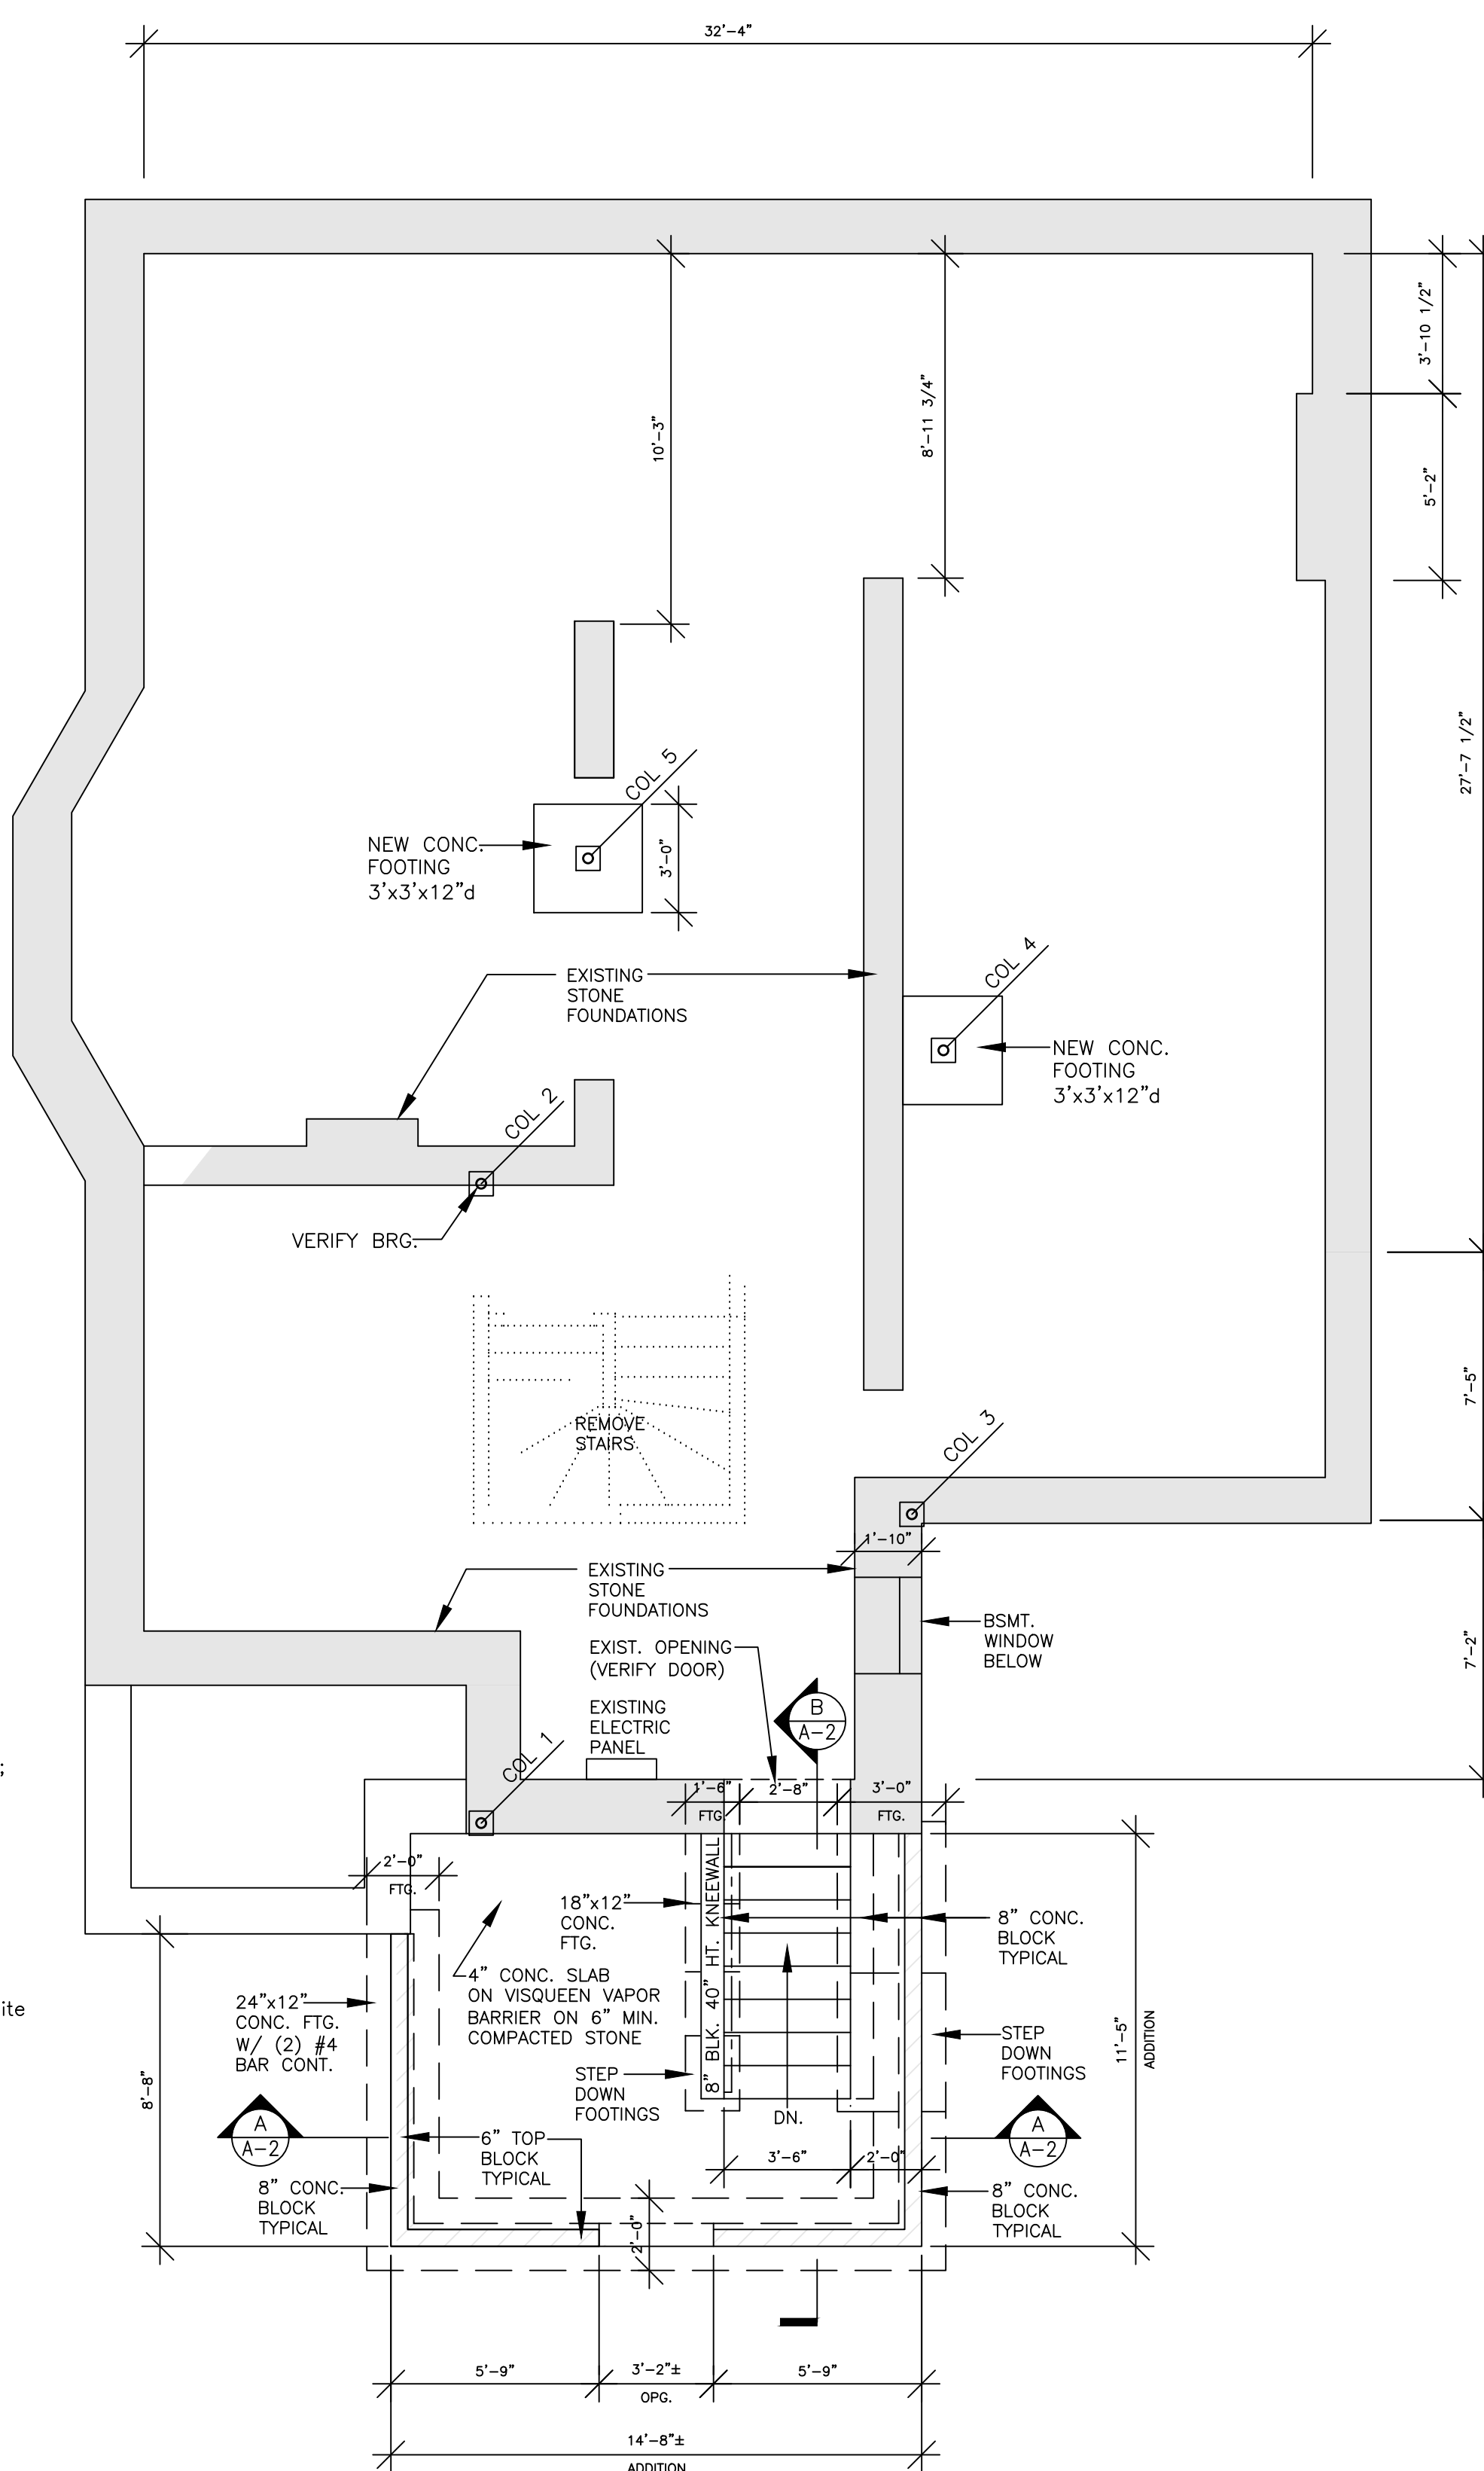 32'-4"
3'-10 1/2"
10'-3"
8'-11 3/4"
5'-2"
27'-7 1/2"
COL 5
NEW CONC.
FOOTING
3'x3'x12"d
3'-0"
COL 4
EXISTING
STONE
FOUNDATIONS
NEW CONC.
FOOTING
3'x3'x12"d
COL 2
VERIFY BRG.
REMOVE
STAIRS
7'-5"
COL 3
1'-10"
EXISTING
STONE
FOUNDATIONS
BSMT.
WINDOW
BELOW
7'-2"
EXIST. OPENING
(VERIFY DOOR)
B
A-2
EXISTING
ELECTRIC
PANEL
COL 1
;
1'-6"
FTG.
2'-8"
3'-0"
FTG.
2'-0"
FTG.
18"x12"
CONC.
FTG.
8" BLK. 40" HT. KNEEWALL
8" CONC.
BLOCK
TYPICAL
4" CONC. SLAB
ON VISQUEEN VAPOR
BARRIER ON 6" MIN.
COMPACTED STONE
ite
24"x12"
CONC. FTG.
W/ (2) #4
BAR CONT.
STEP
DOWN
FOOTINGS
11'-5"
ADDITION
8'-8"
STEP
DOWN
FOOTINGS
DN.
A
A-2
A
A-2
6" TOP
BLOCK
TYPICAL
3'-6"
2'-0"
8" CONC.
BLOCK
TYPICAL
8" CONC.
BLOCK
TYPICAL
2'-0"
5'-9"
3'-2"±
OPG.
5'-9"
14'-8"±
ADDITION